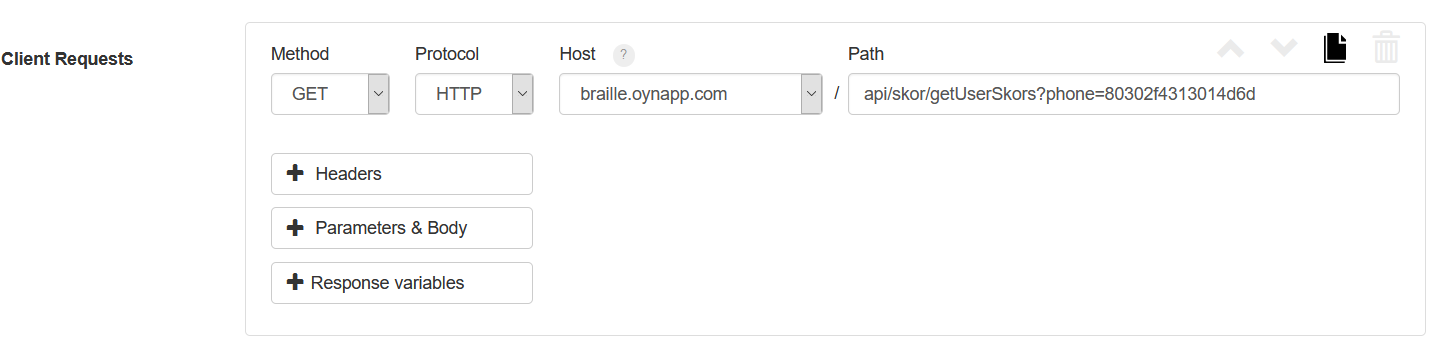 Client Requests
Method Protocol Host ? Path
GET HTTP braille.oynapp.com / api/skor/getUserSkors?phone=80302f4313014d6d
Headers
Parameters & Body
Response variables